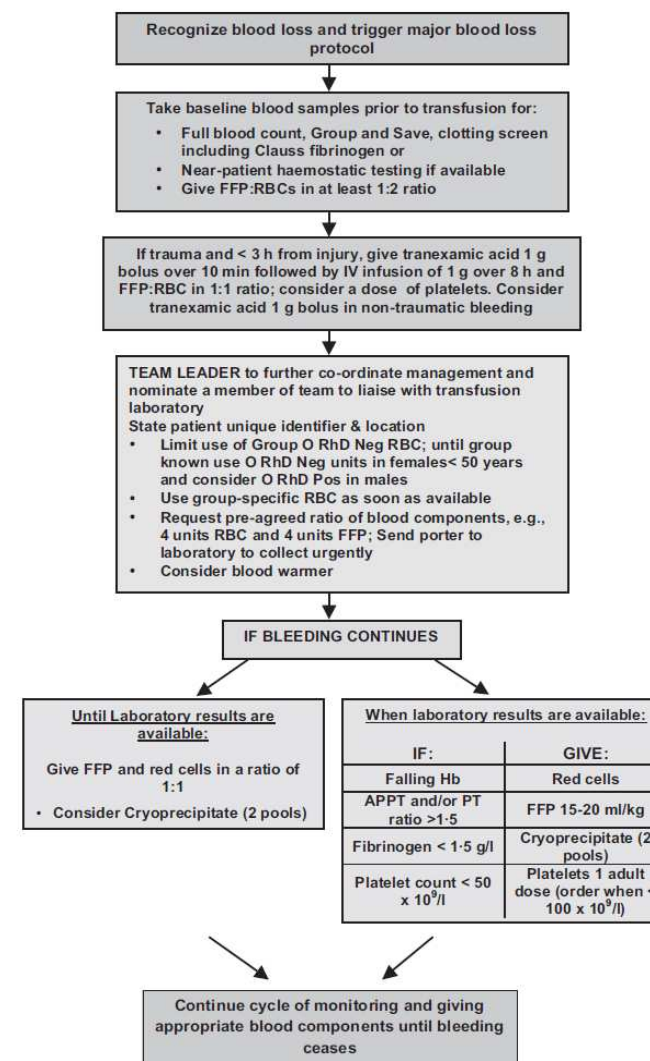 Recognize blood loss and trigger major blood loss
protocol
Take baseline blood samples prior to transfusion for:
• Full blood count, Group and Save, clotting screen
including Clauss fibrinogen or
• Near-patient haemostatic testing if available
• Give FFP:RBCs in at least 1:2 ratio
If trauma and < 3 h from injury, give tranexamic acid 1 g
bolus over 10 min followed by IV infusion of 1 g over 8 h and
FFP:RBC in 1:1 ratio; consider a dose of platelets. Consider
tranexamic acid 1 g bolus in non-traumatic bleeding
TEAM LEADER to further co-ordinate management and
nominate a member of team to liaise with transfusion
laboratory
State patient unique identifier & location
• Limit use of Group O RhD Neg RBC; until group
known use O RhD Neg units in females< 50 years
and consider O RhD Pos in males
• Use group-specific RBC as soon as available
• Request pre-agreed ratio of blood components, e.g.,
4 units RBC and 4 units FFP; Send porter to
laboratory to collect urgently
• Consider blood warmer
IF BLEEDING CONTINUES
Until Laboratory results are
available:
Give FFP and red cells in a ratio of
1:1
• Consider Cryoprecipitate (2 pools)
When laboratory results are available:
IF: GIVE:
Falling Hb Red cells
APPT and/or PT
ratio >1·5
FFP 15-20 ml/kg
Fibrinogen < 1·5 g/l
Cryoprecipitate (2
pools)
Platelet count < 50
x 10⁹/l
Platelets 1 adult
dose (order when <
100 x 10⁹/l)
Continue cycle of monitoring and giving
appropriate blood components until bleeding
ceases